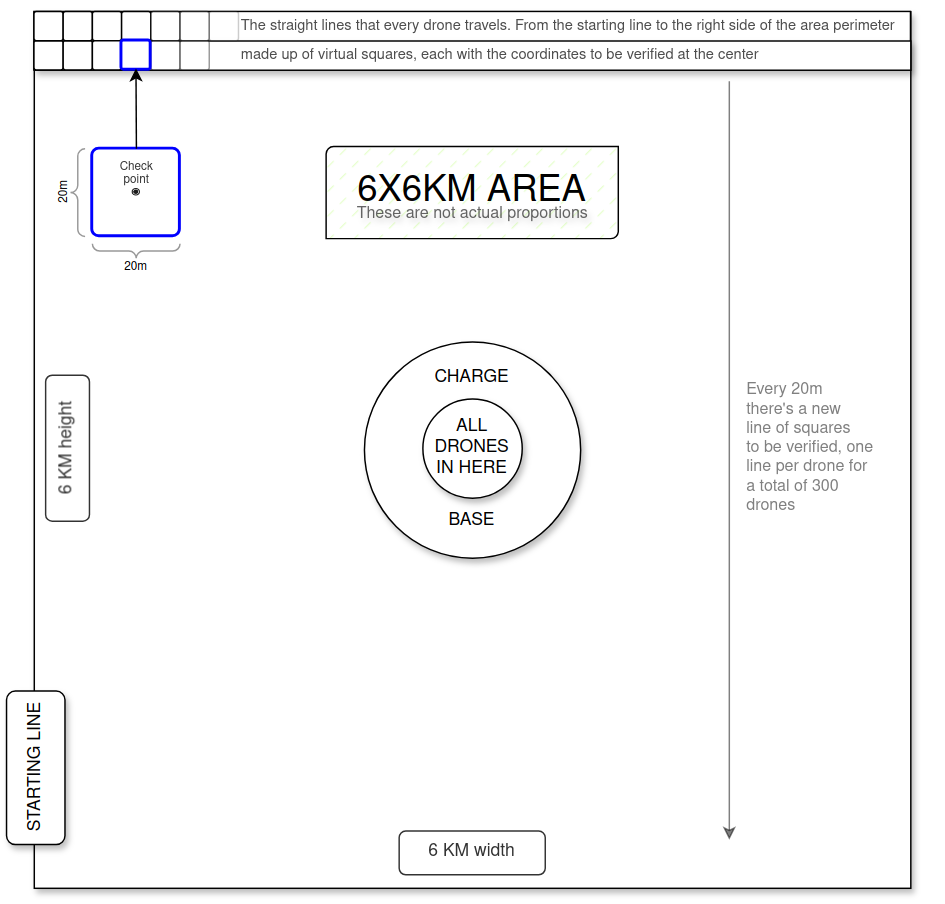 The straight lines that every drone travels. From the starting line to the right side of the area perimeter
made up of virtual squares, each with the coordinates to be verified at the center
Check
point
20m
20m
6X6KM AREA
These are not actual proportions
CHARGE
ALL
DRONES
IN HERE
BASE
6 KM height
Every 20m
there's a new
line of squares
to be verified, one
line per drone for
a total of 300
drones
STARTING LINE
6 KM width